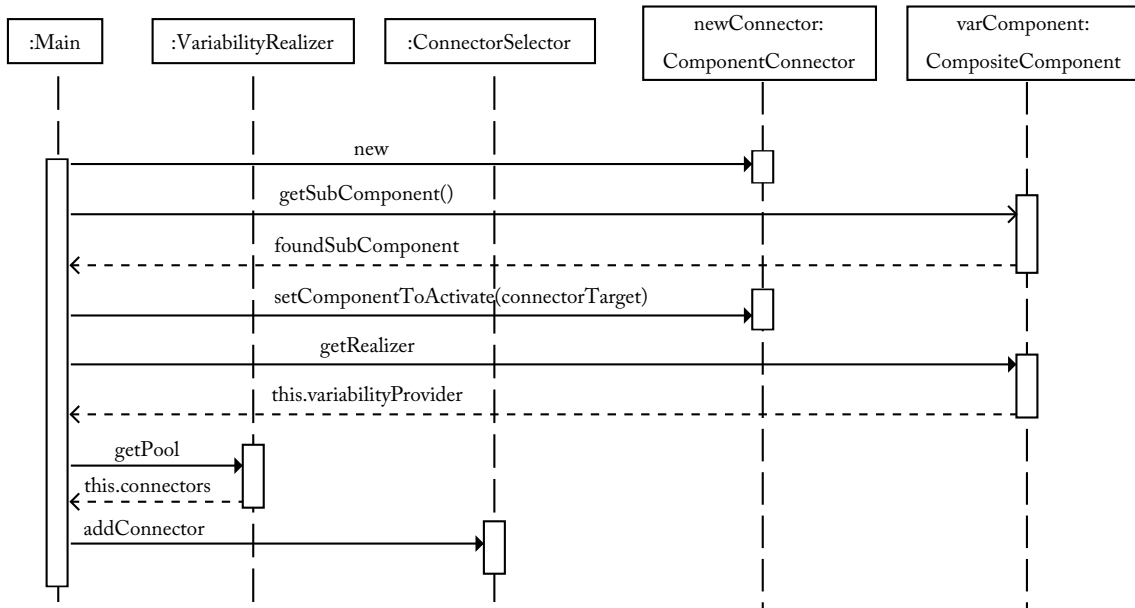 :Main
:VariabilityRealizer
:ConnectorSelector
newConnector:
ComponentConnector
varComponent:
CompositeComponent
new
getSubComponent()
foundSubComponent
setComponentToActivate(connectorTarget)
getRealizer
this.variabilityProvider
getPool
this.connectors
addConnector